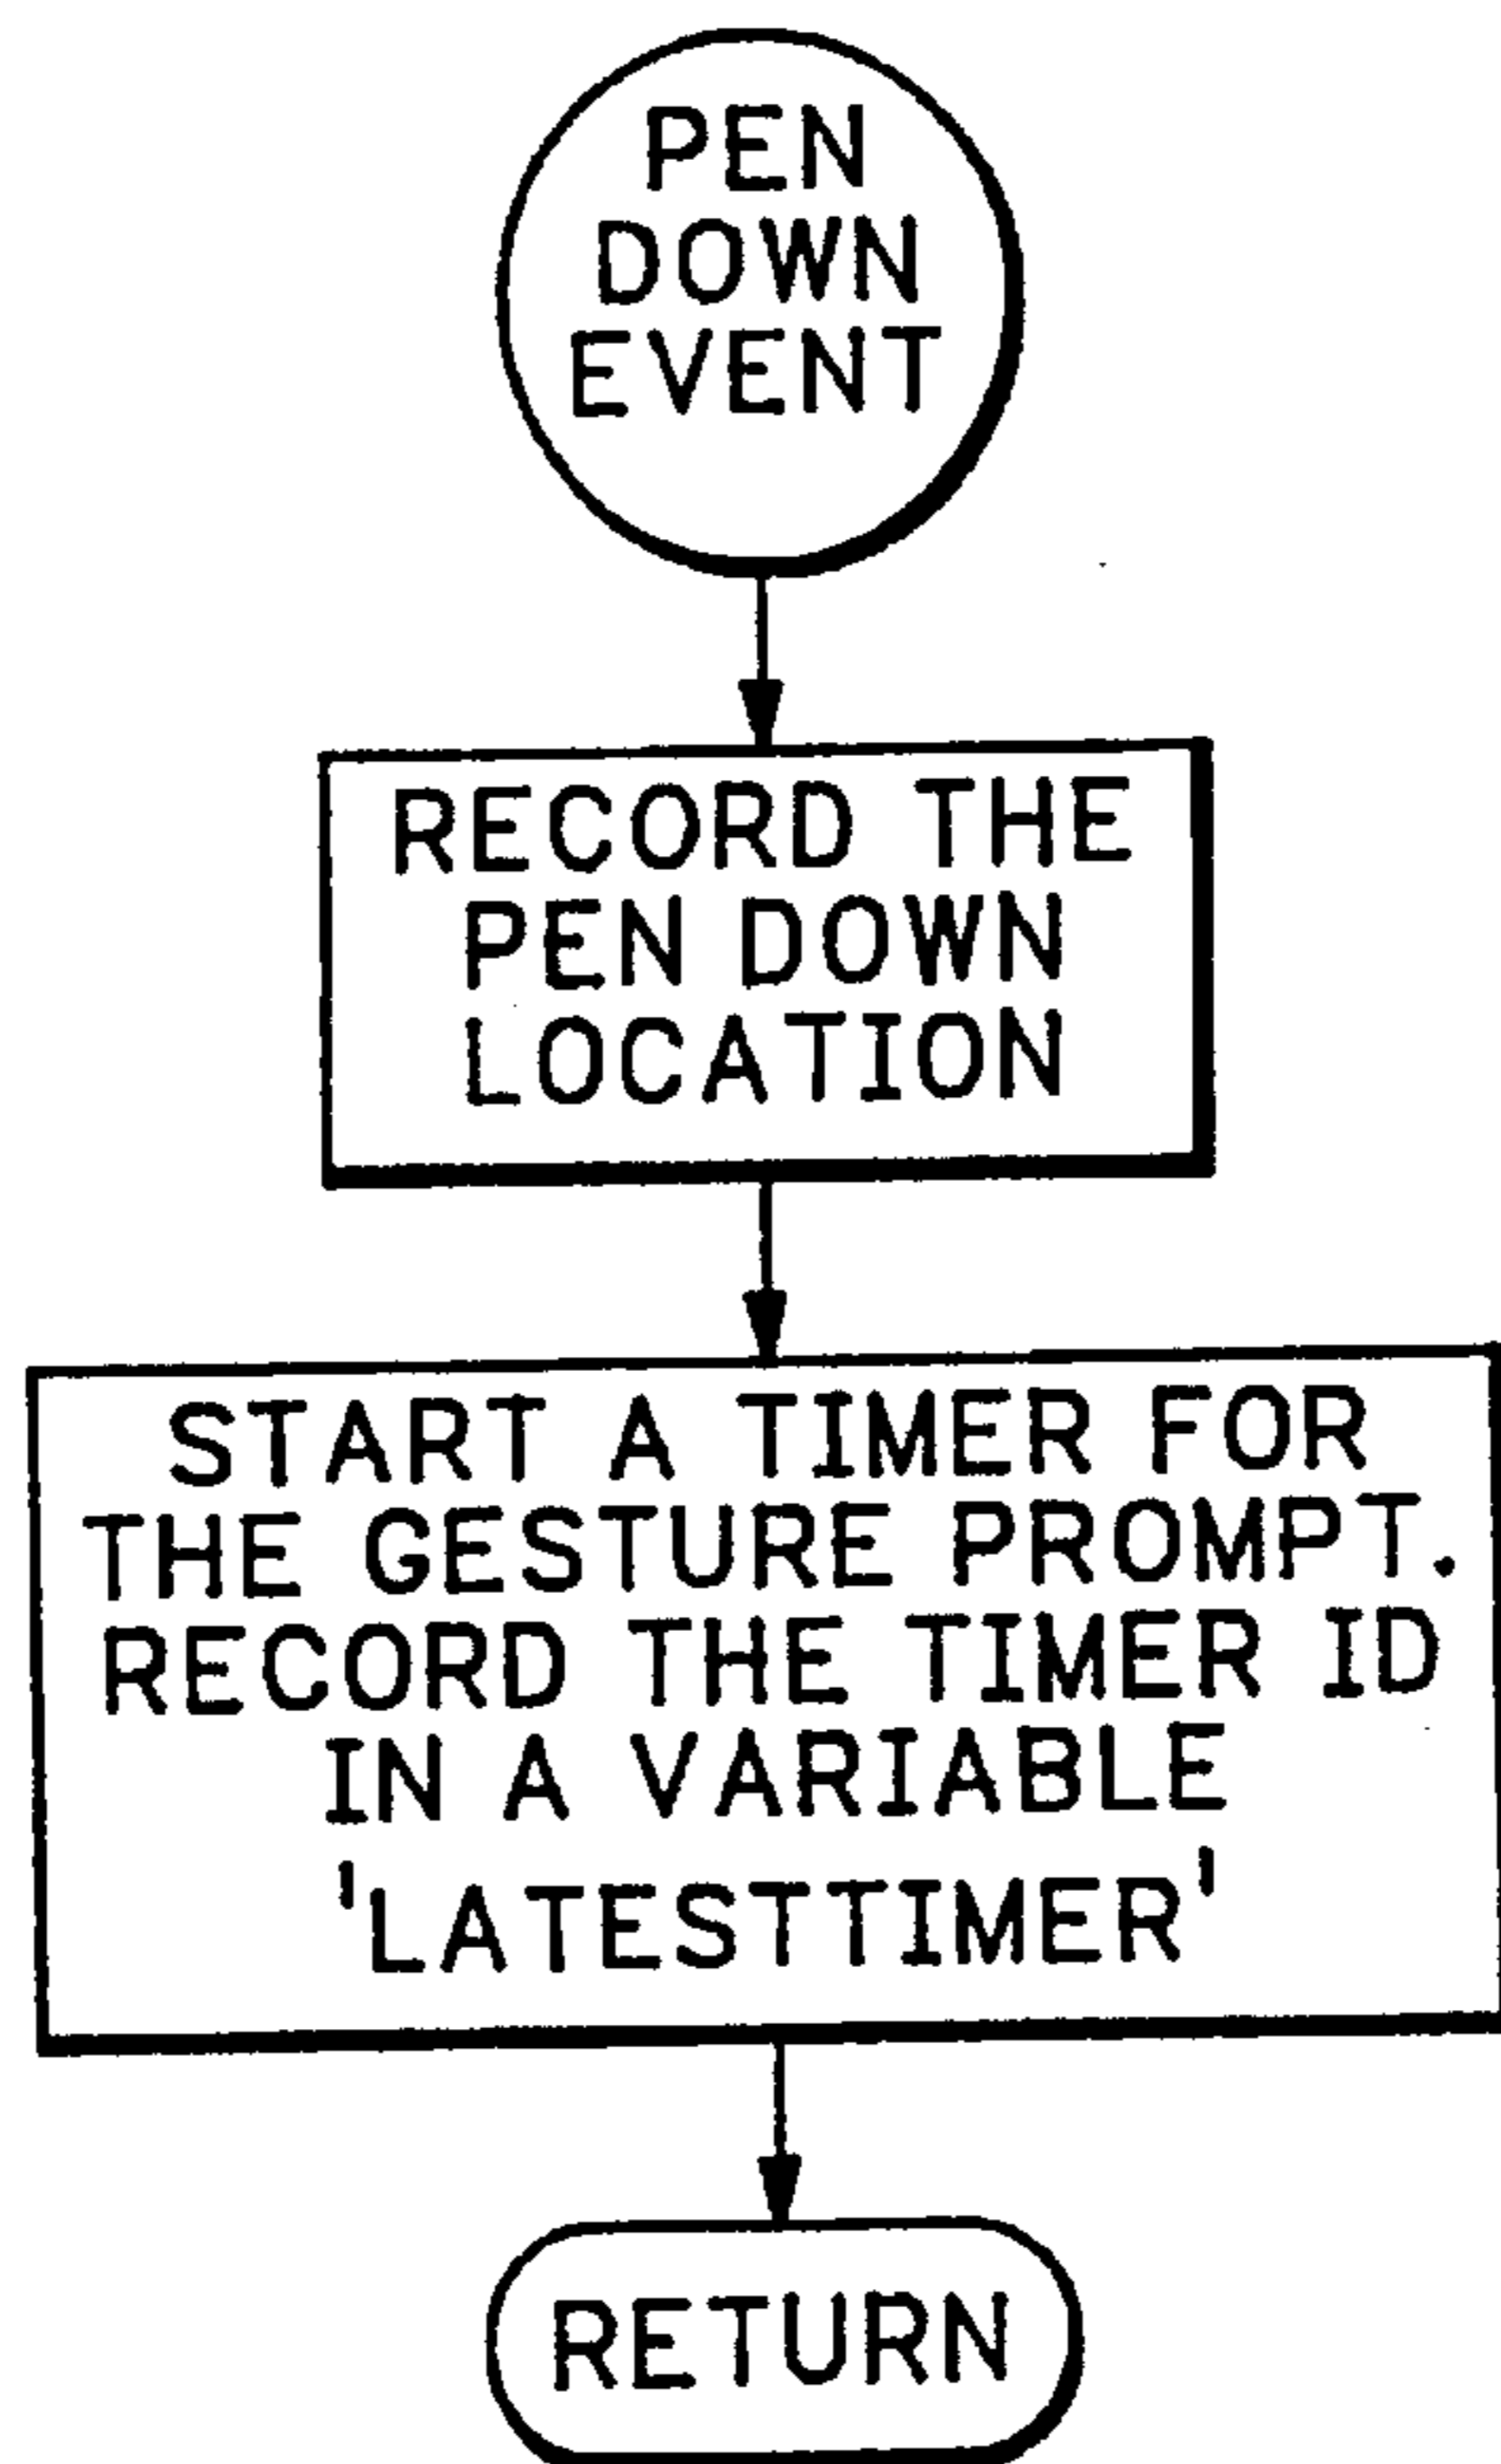 PEN
DOWN
EVENT
RECORD THE
PEN DOWN
LOCATION
START A TIMER FOR
THE GESTURE PROMPT.
RECORD THE TIMER ID
IN A VARIABLE
'LATESTTIMER'
RETURN